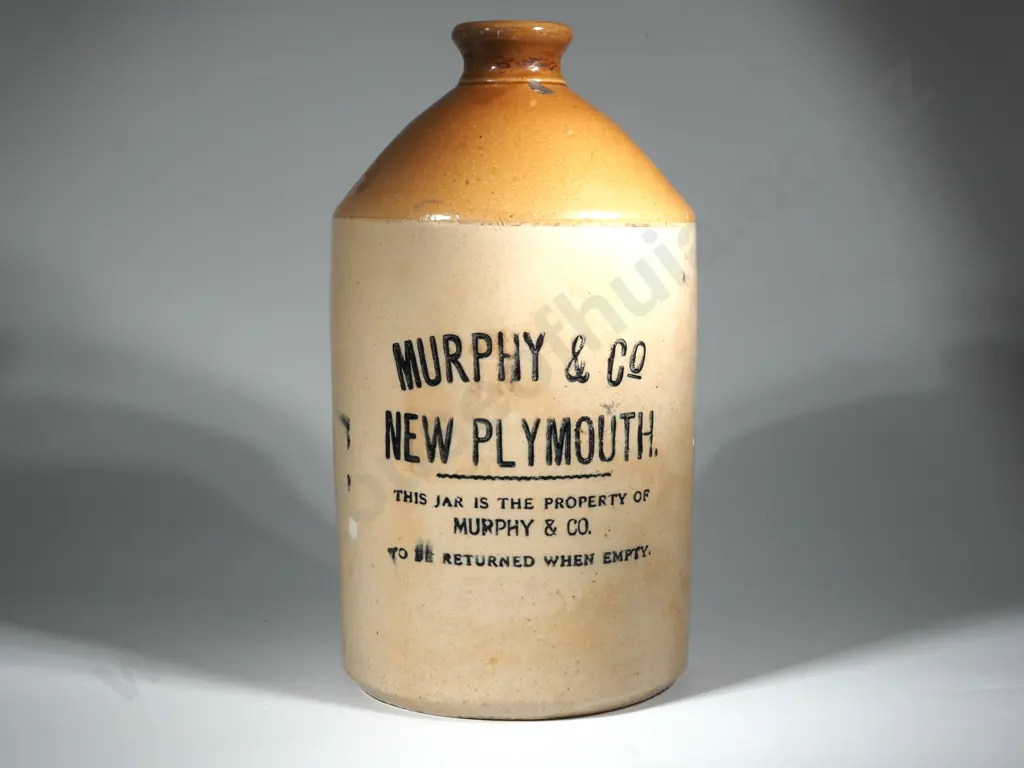 MURPHY & Co
NEW PLYMOUTH.
THIS JAR IS THE PROPERTY OF
MURPHY & CO.
TO BE RETURNED WHEN EMPTY.